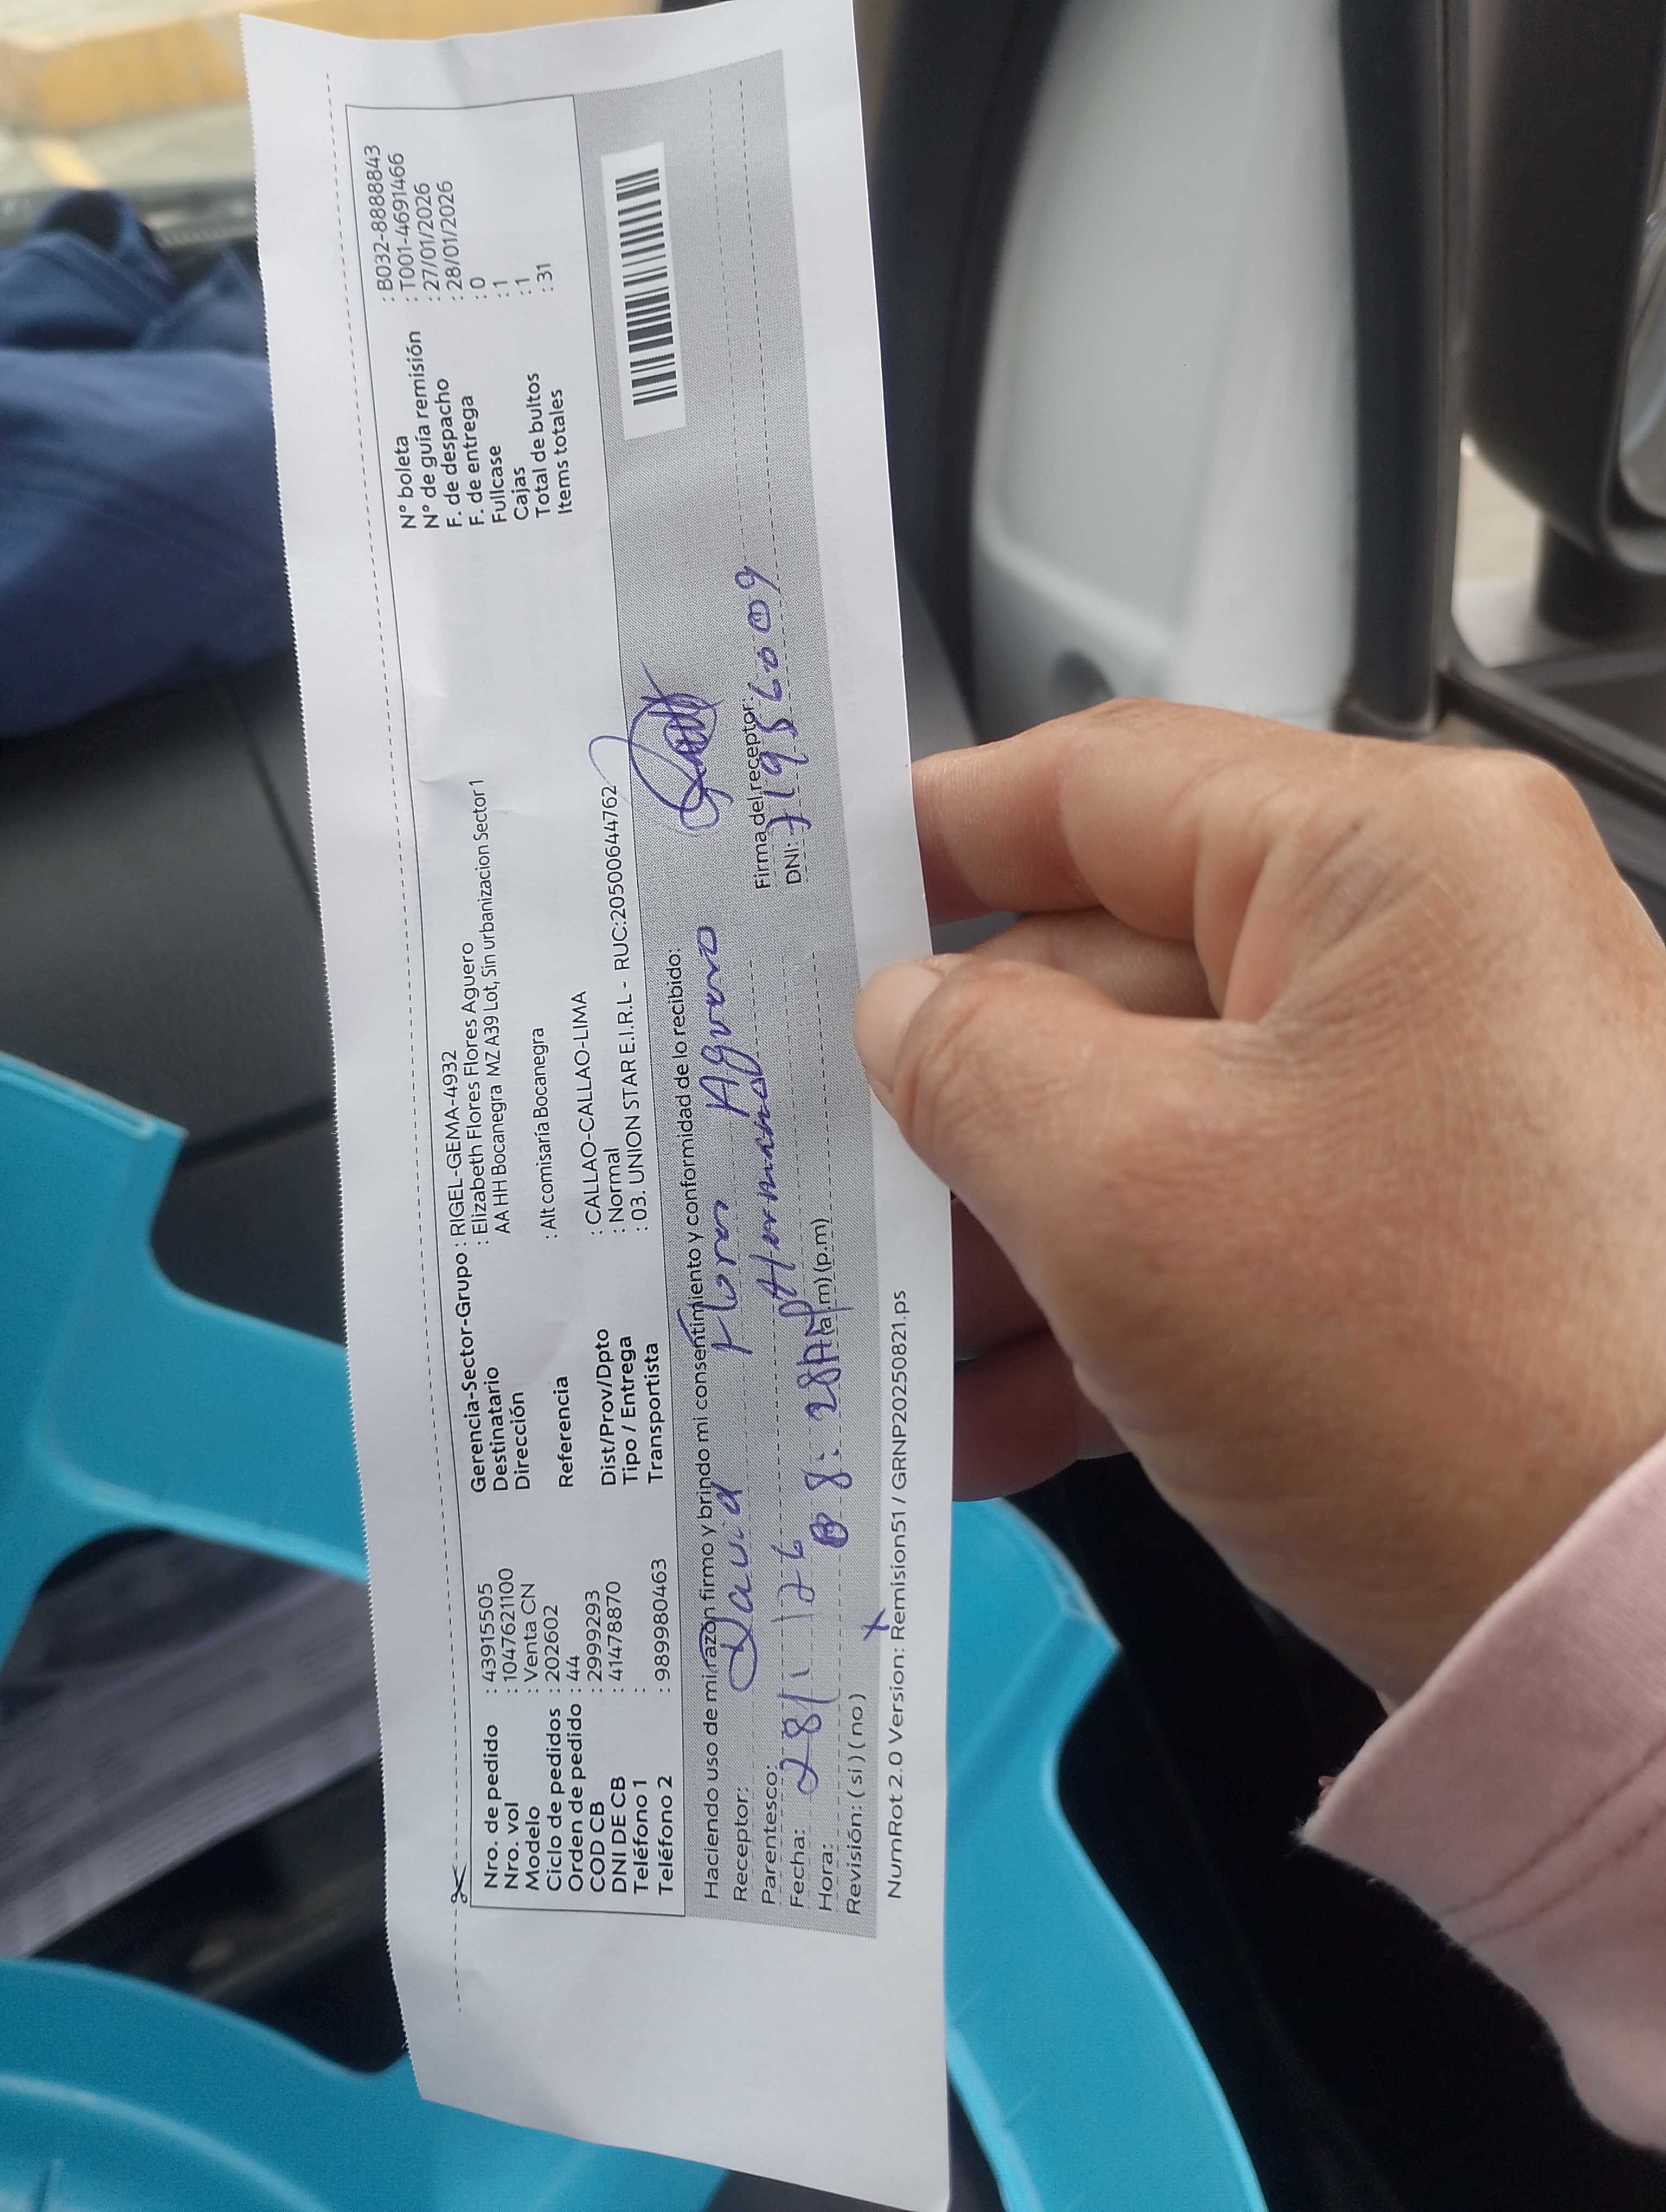 Nro. de pedido : 43915505
Nro. vol : 10476211​00
Modelo : Venta CN
Ciclo de pedidos : 202602
Orden de pedido : 44
COD CB : 2999293
DNI DE CB : 41478870
Teléfono 1 :
Teléfono 2 : 989980463
Gerencia-Sector-Grupo : RIGEL-GEMA-4932
Destinatario : Elizabeth Flores Flores Aguero
Dirección AA HH Bocanegra MZ A39 Lot, Sin urbanizacion Sector 1
Referencia : Alt comisaría Bocanegra
Dist/Prov/Dpto : CALLAO-CALLAO-LIMA
Tipo / Entrega : Normal
Transportista : 03. UNION STAR E.I.R.L - RUC:20500644762
N° boleta : B032-8888843
N° de guía remisión : T001-4691466
F. de despacho : 27/01/2026
F. de entrega : 28/01/2026
Fullcase : 0
Cajas : 1
Total de bultos : 1
Items totales : 31
Haciendo uso de mi razón firmo y brindo mi consentimiento y conformidad de lo recibido:
Receptor: David Flores Aguero
Parentesco: Hermano
Fecha: 28/1/26
Hora: 8:28 AM (a.m) (p.m)
Revisión: ( si ) ( no ) x
Firma del receptor:
DNI:
NumRot 2.0 Version: Remision51 / GRNP20250821.ps